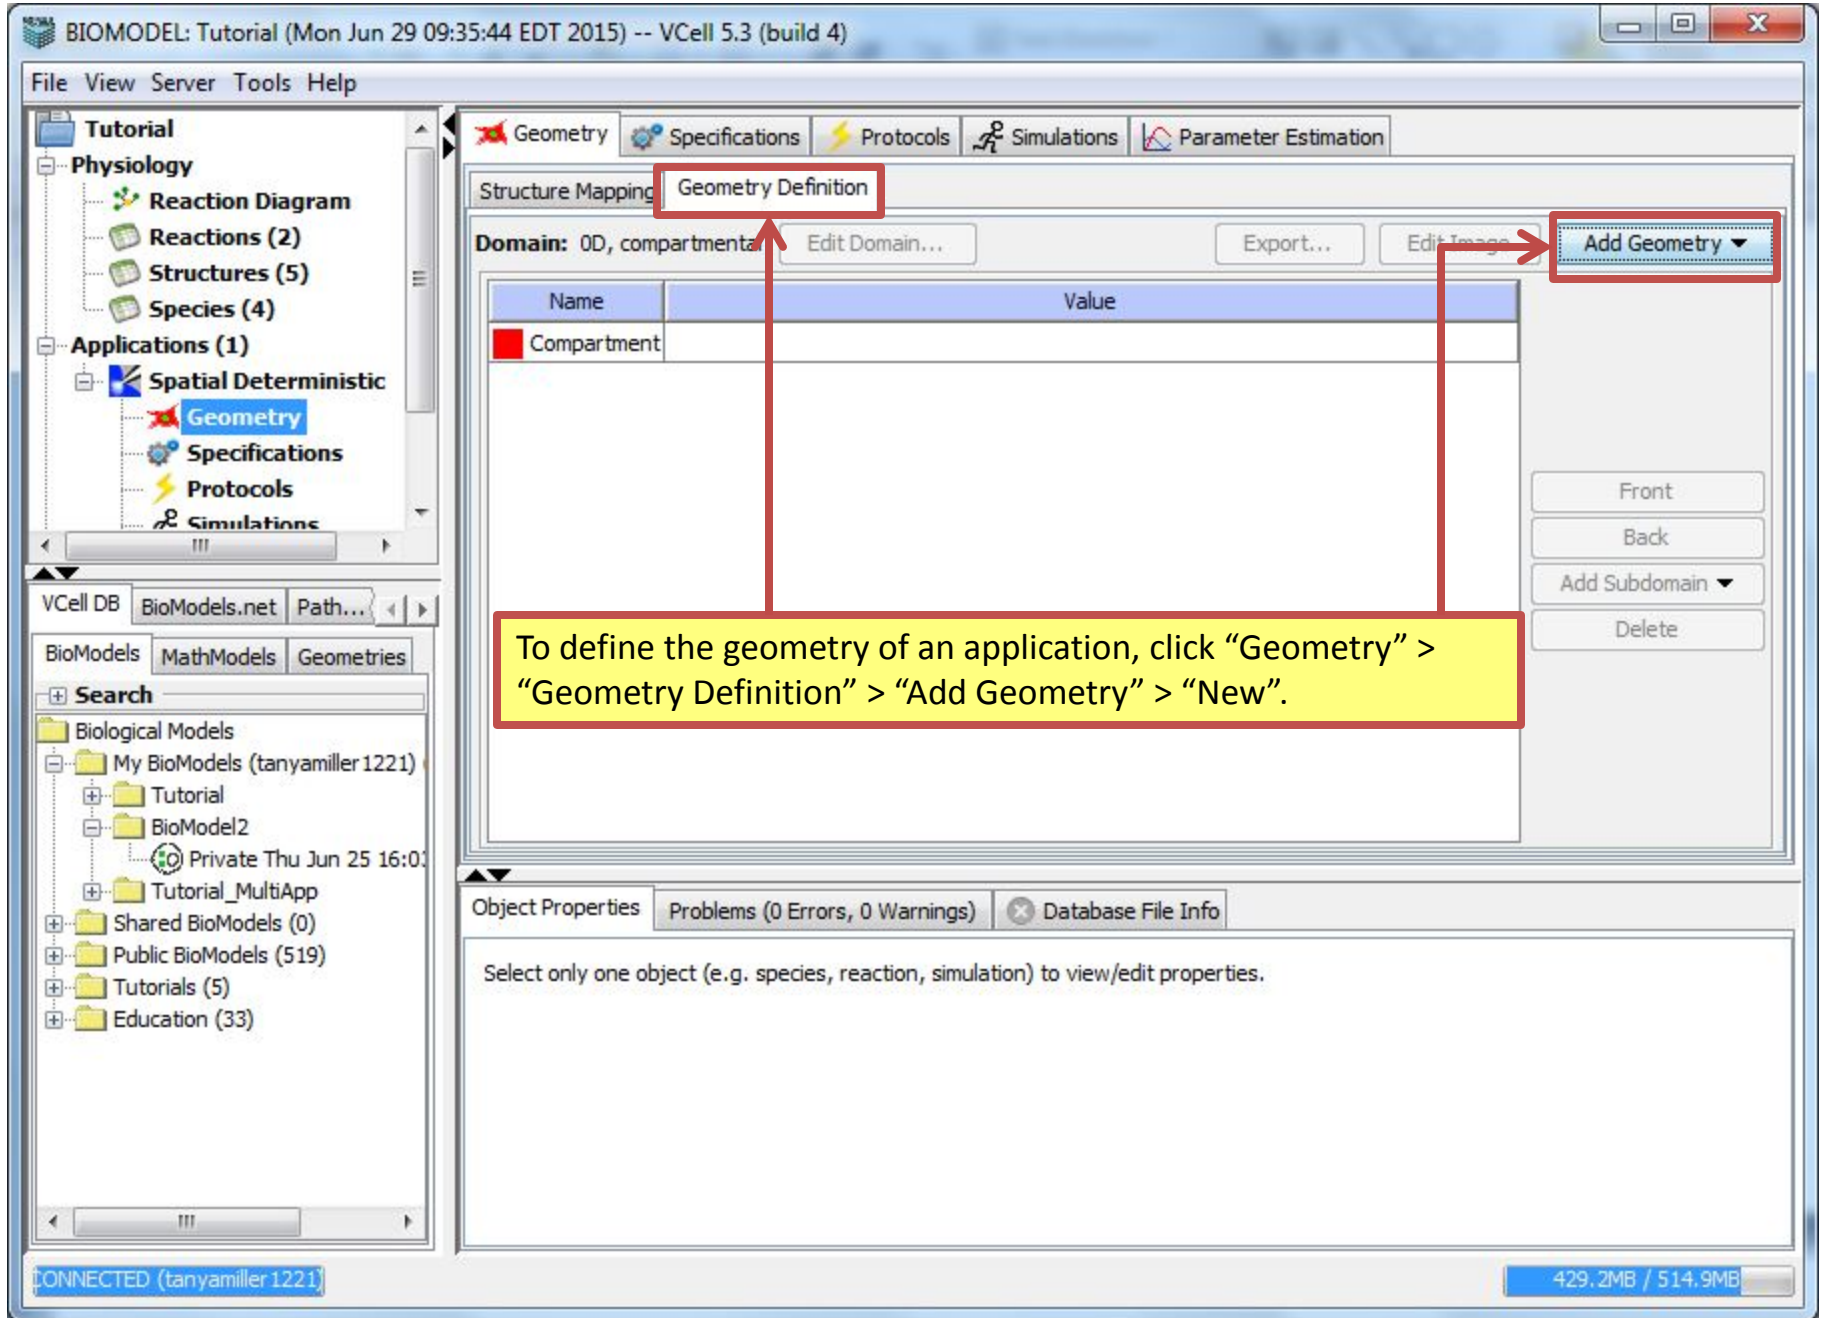 BIOMODEL: Tutorial (Mon Jun 29 09:35:44 EDT 2015) -- VCell 5.3 (build 4)
File View Server Tools Help
Tutorial
Physiology
Reaction Diagram
Reactions (2)
Structures (5)
Species (4)
Applications (1)
Spatial Deterministic
Geometry
Specifications
Protocols
Simulations
VCell DB BioModels.net Path...
BioModels MathModels Geometries
Search
Biological Models
My BioModels (tanyamiller1221)
Tutorial
BioModel2
Private Thu Jun 25 16:03
Tutorial_MultiApp
Shared BioModels (0)
Public BioModels (519)
Tutorials (5)
Education (33)
Geometry Specifications Protocols Simulations Parameter Estimation
Structure Mapping Geometry Definition
Domain: 0D, compartmental Edit Domain... Export... Edit Image Add Geometry
Name Value
Compartment
Front
Back
Add Subdomain
Delete
To define the geometry of an application, click “Geometry” >
“Geometry Definition” > “Add Geometry” > “New”.
Object Properties Problems (0 Errors, 0 Warnings) Database File Info
Select only one object (e.g. species, reaction, simulation) to view/edit properties.
CONNECTED (tanyamiller1221) 429.2MB / 514.9MB